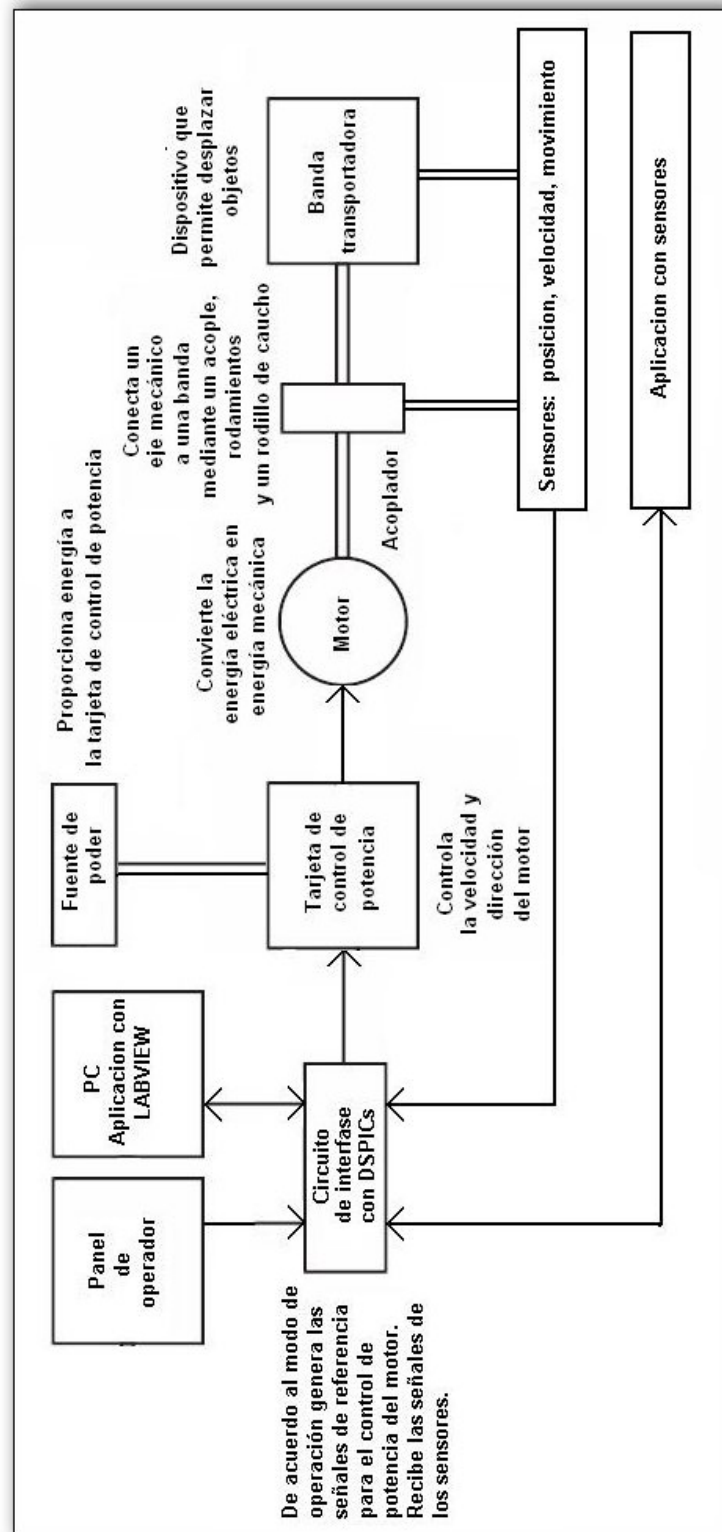 Panel
de
operador
PC
Aplicacion con
LABVIEW
Fuente de
poder
Proporciona energía a
la tarjeta de control de potencia
De acuerdo al modo de
operación genera las
señales de referencia
para el control de
potencia del motor.
Recibe las señales de
los sensores.
Circuito
de interfase
con DSPICs
Tarjeta de
control de
potencia
Controla
la velocidad y
dirección
del motor
Convierte la
energía eléctrica en
energía mecánica
Motor
Acoplador
Conecta un
eje mecánico
a una banda
mediante un acople,
rodamientos
y un rodillo de caucho
Dispositivo que
permite desplazar
objetos
Banda
transportadora
Sensores: posicion, velocidad, movimiento
Aplicacion con sensores